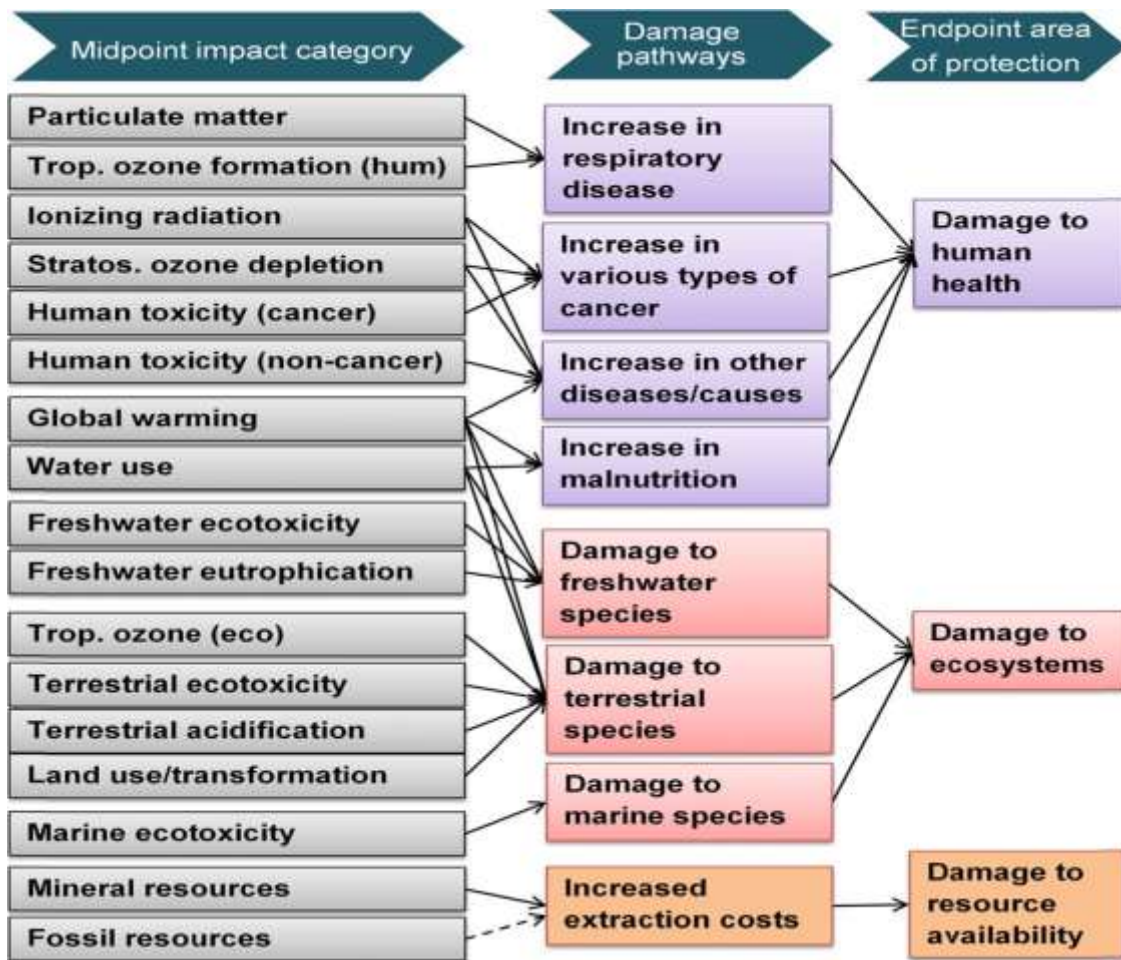 Midpoint impact category
Damage
pathways
Endpoint area
of protection
Particulate matter
Trop. ozone formation (hum)
Ionizing radiation
Stratos. ozone depletion
Human toxicity (cancer)
Human toxicity (non-cancer)
Global warming
Water use
Freshwater ecotoxicity
Freshwater eutrophication
Trop. ozone (eco)
Terrestrial ecotoxicity
Terrestrial acidification
Land use/transformation
Marine ecotoxicity
Mineral resources
Fossil resources
Increase in
respiratory
disease
Increase in
various types of
cancer
Increase in other
diseases/causes
Increase in
malnutrition
Damage to
freshwater
species
Damage to
terrestrial
species
Damage to
marine species
Increased
extraction costs
Damage to
human
health
Damage to
ecosystems
Damage to
resource
availability